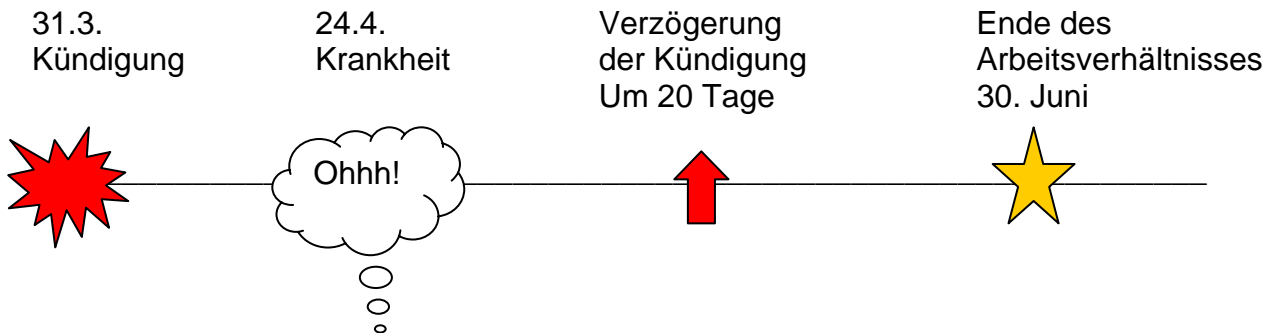 31.3.
Kündigung
24.4.
Krankheit
Verzögerung
der Kündigung
Um 20 Tage
Ende des
Arbeitsverhältnisses
30. Juni
Ohhh!